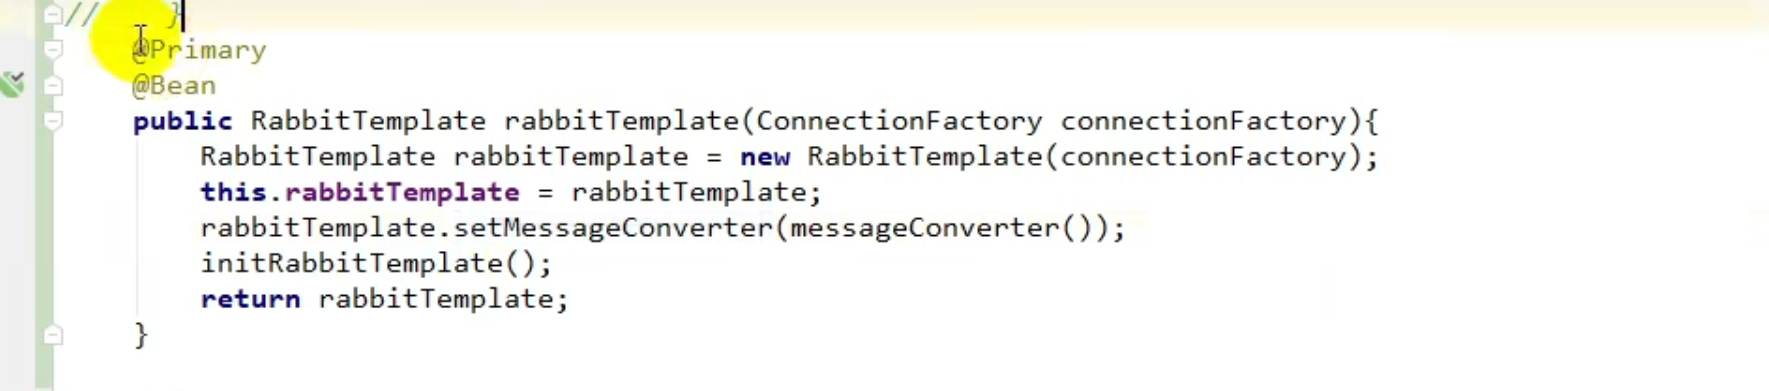 //    }
@Primary
@Bean
public RabbitTemplate rabbitTemplate(ConnectionFactory connectionFactory){
    RabbitTemplate rabbitTemplate = new RabbitTemplate(connectionFactory);
    this.rabbitTemplate = rabbitTemplate;
    rabbitTemplate.setMessageConverter(messageConverter());
    initRabbitTemplate();
    return rabbitTemplate;
}